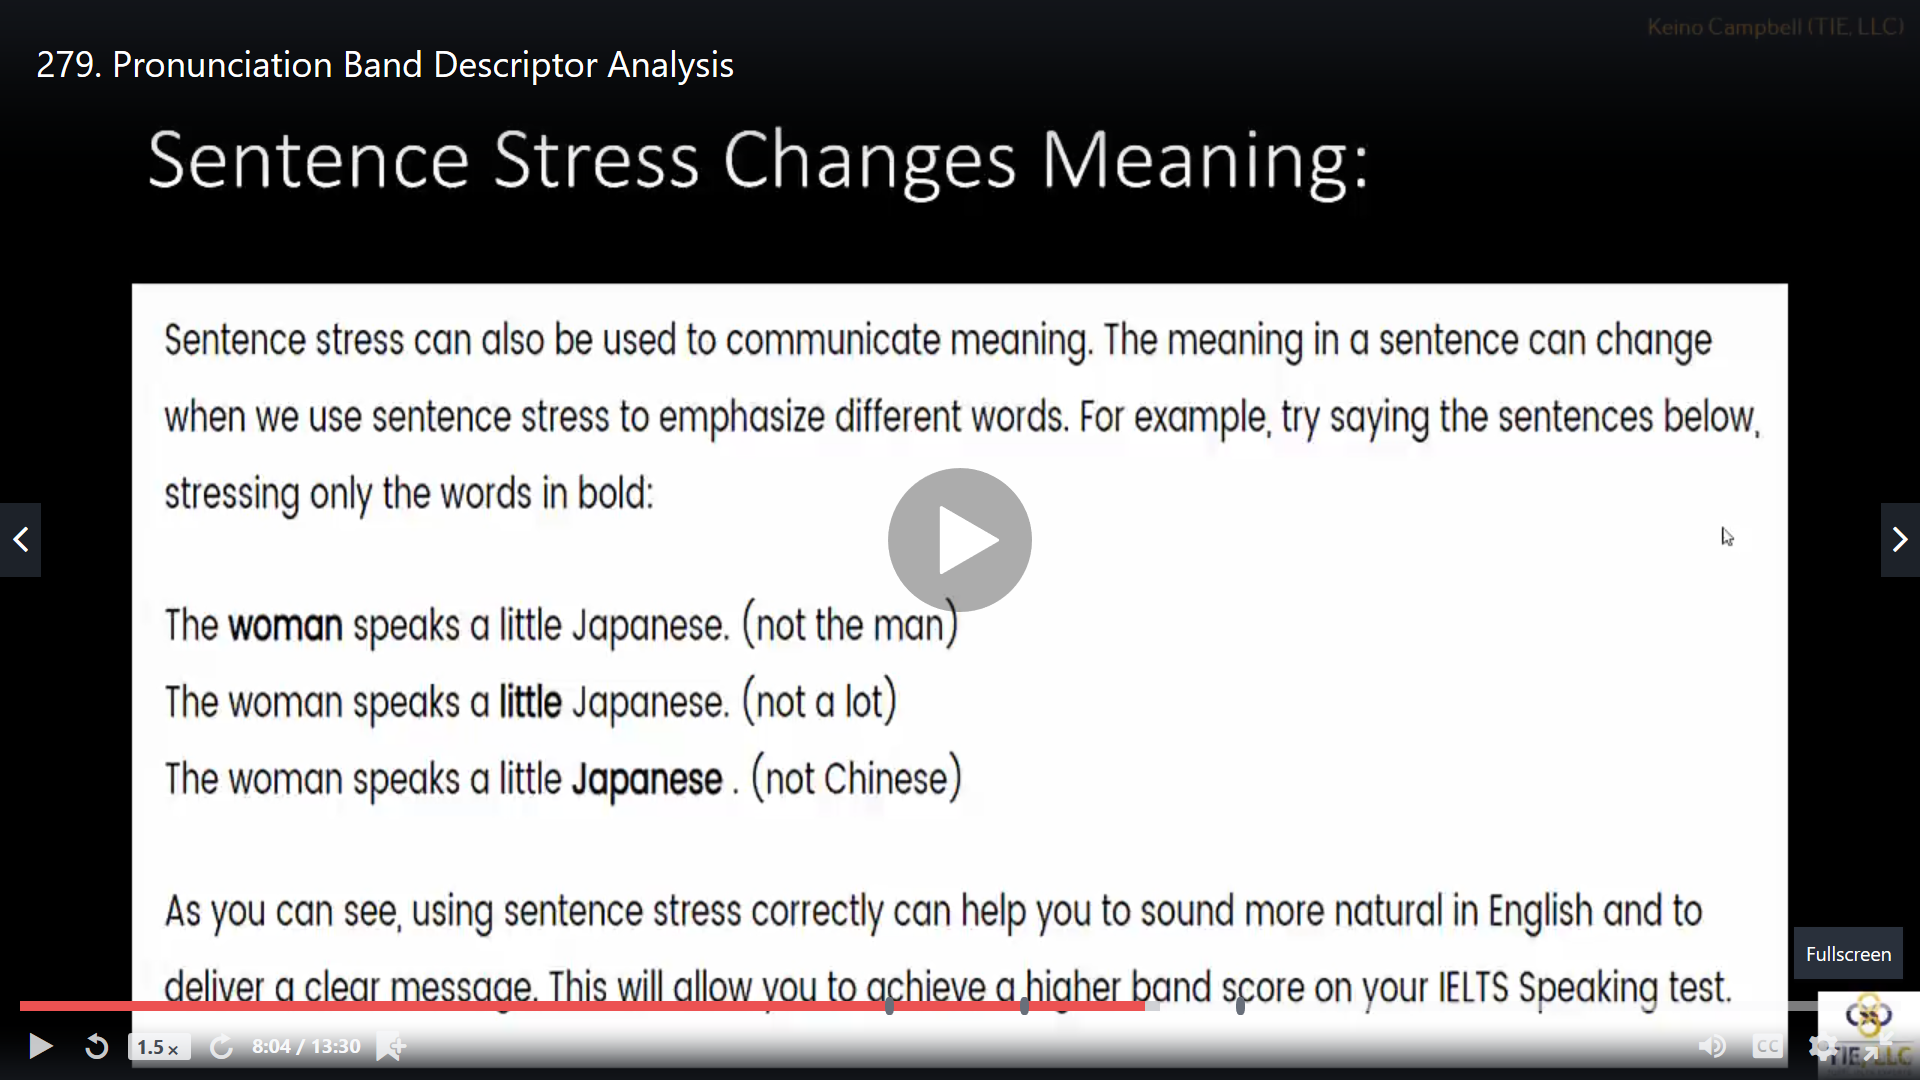 Keino Campbell (TIE, LLC)
279. Pronunciation Band Descriptor Analysis
Sentence Stress Changes Meaning:
Sentence stress can also be used to communicate meaning. The meaning in a sentence can change
when we use sentence stress to emphasize different words. For example, try saying the sentences below,
stressing only the words in bold:
The woman speaks a little Japanese. (not the man)
The woman speaks a little Japanese. (not a lot)
The woman speaks a little Japanese . (not Chinese)
As you can see, using sentence stress correctly can help you to sound more natural in English and to
deliver a clear message. This will allow you to achieve a higher band score on your IELTS Speaking test.
Fullscreen
1.5 x
8:04 / 13:30
CC
TIE, LLC